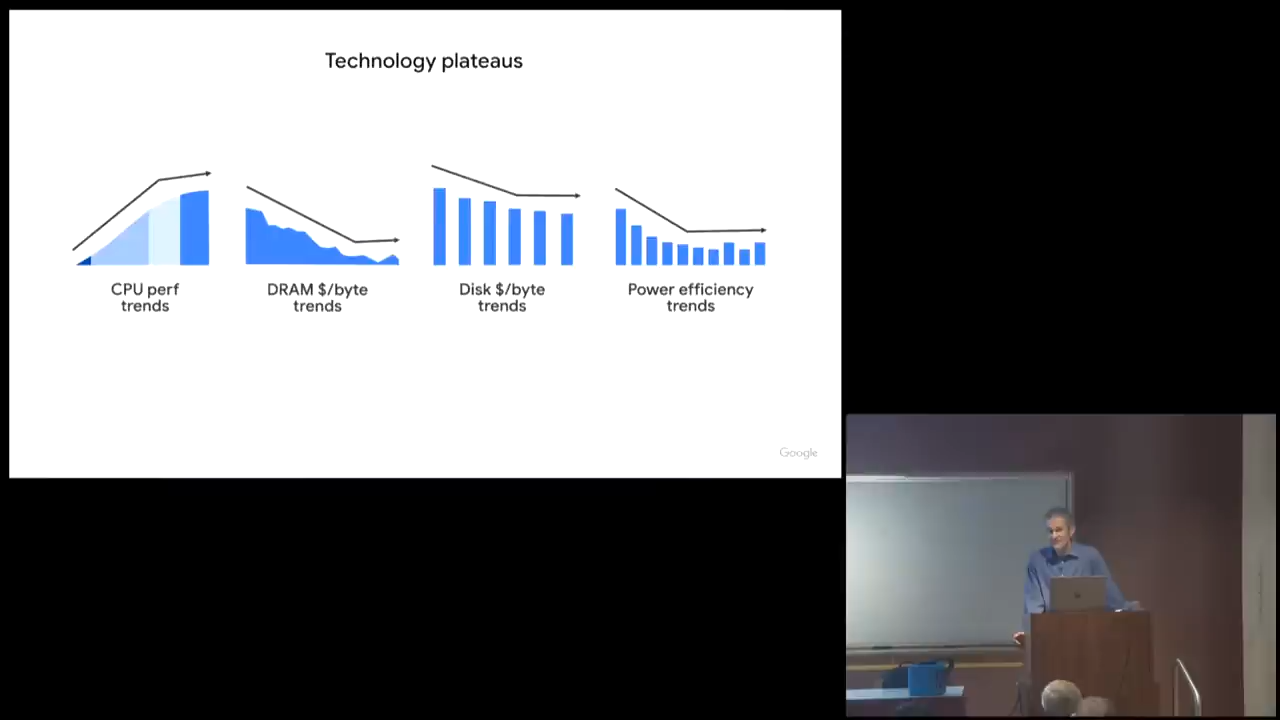 Technology plateaus
CPU perf
trends
DRAM $/byte
trends
Disk $/byte
trends
Power efficiency
trends
Google